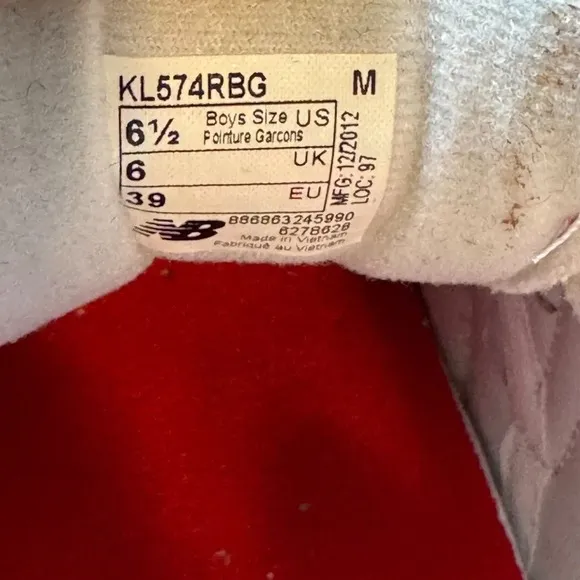 KL574RBG M
6½ Boys Size US
Pointure Garcons
6 UK
39 EU
MFG: 12/2012
LOC: 97
886863245990
6278628
Made in Vietnam
Fabriqué au Vietnam